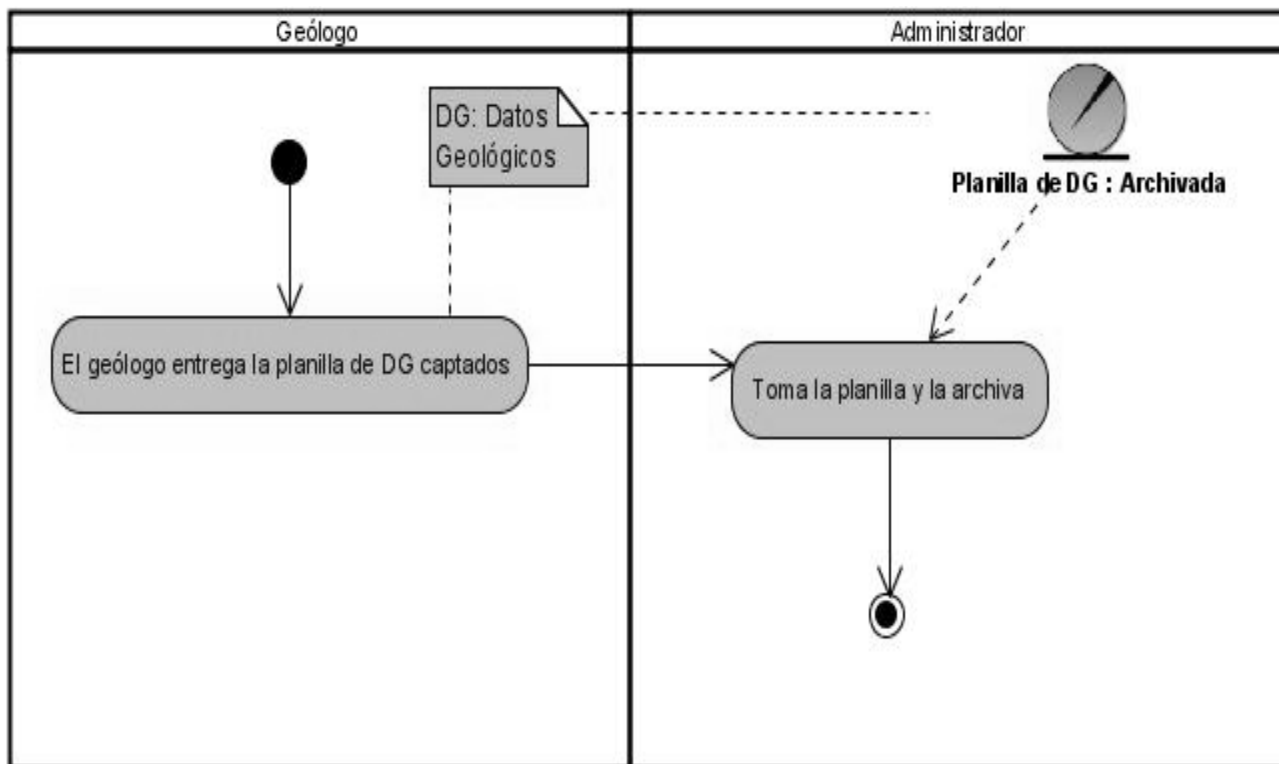 Geólogo
Administrador
DG: Datos
Geológicos
Planilla de DG : Archivada
El geólogo entrega la planilla de DG captados
Toma la planilla y la archiva